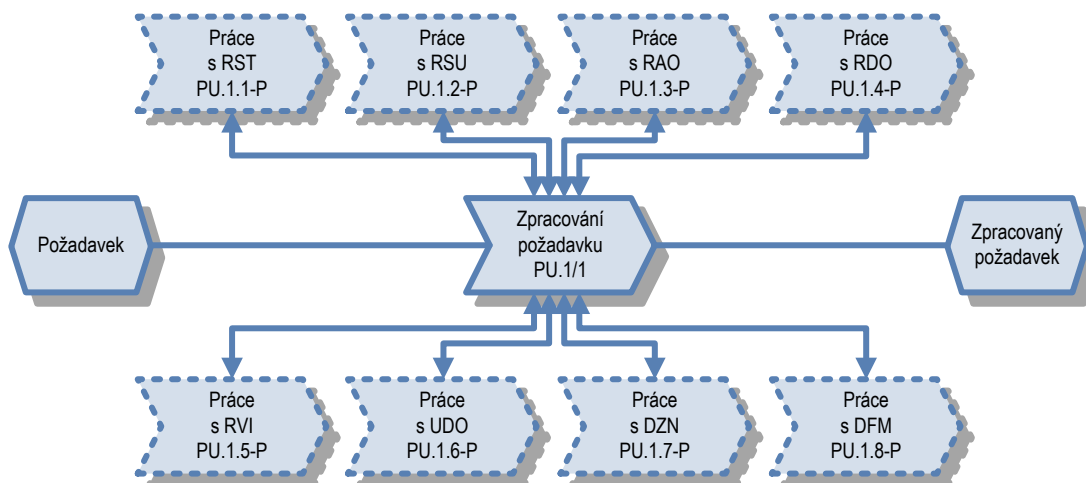 Práce
s RST
PU.1.1-P
Práce
s RSU
PU.1.2-P
Práce
s RAO
PU.1.3-P
Práce
s RDO
PU.1.4-P
Požadavek
Zpracování
požadavku
PU.1/1
Zpracovaný
požadavek
Práce
s RVI
PU.1.5-P
Práce
s UDO
PU.1.6-P
Práce
s DZN
PU.1.7-P
Práce
s DFM
PU.1.8-P